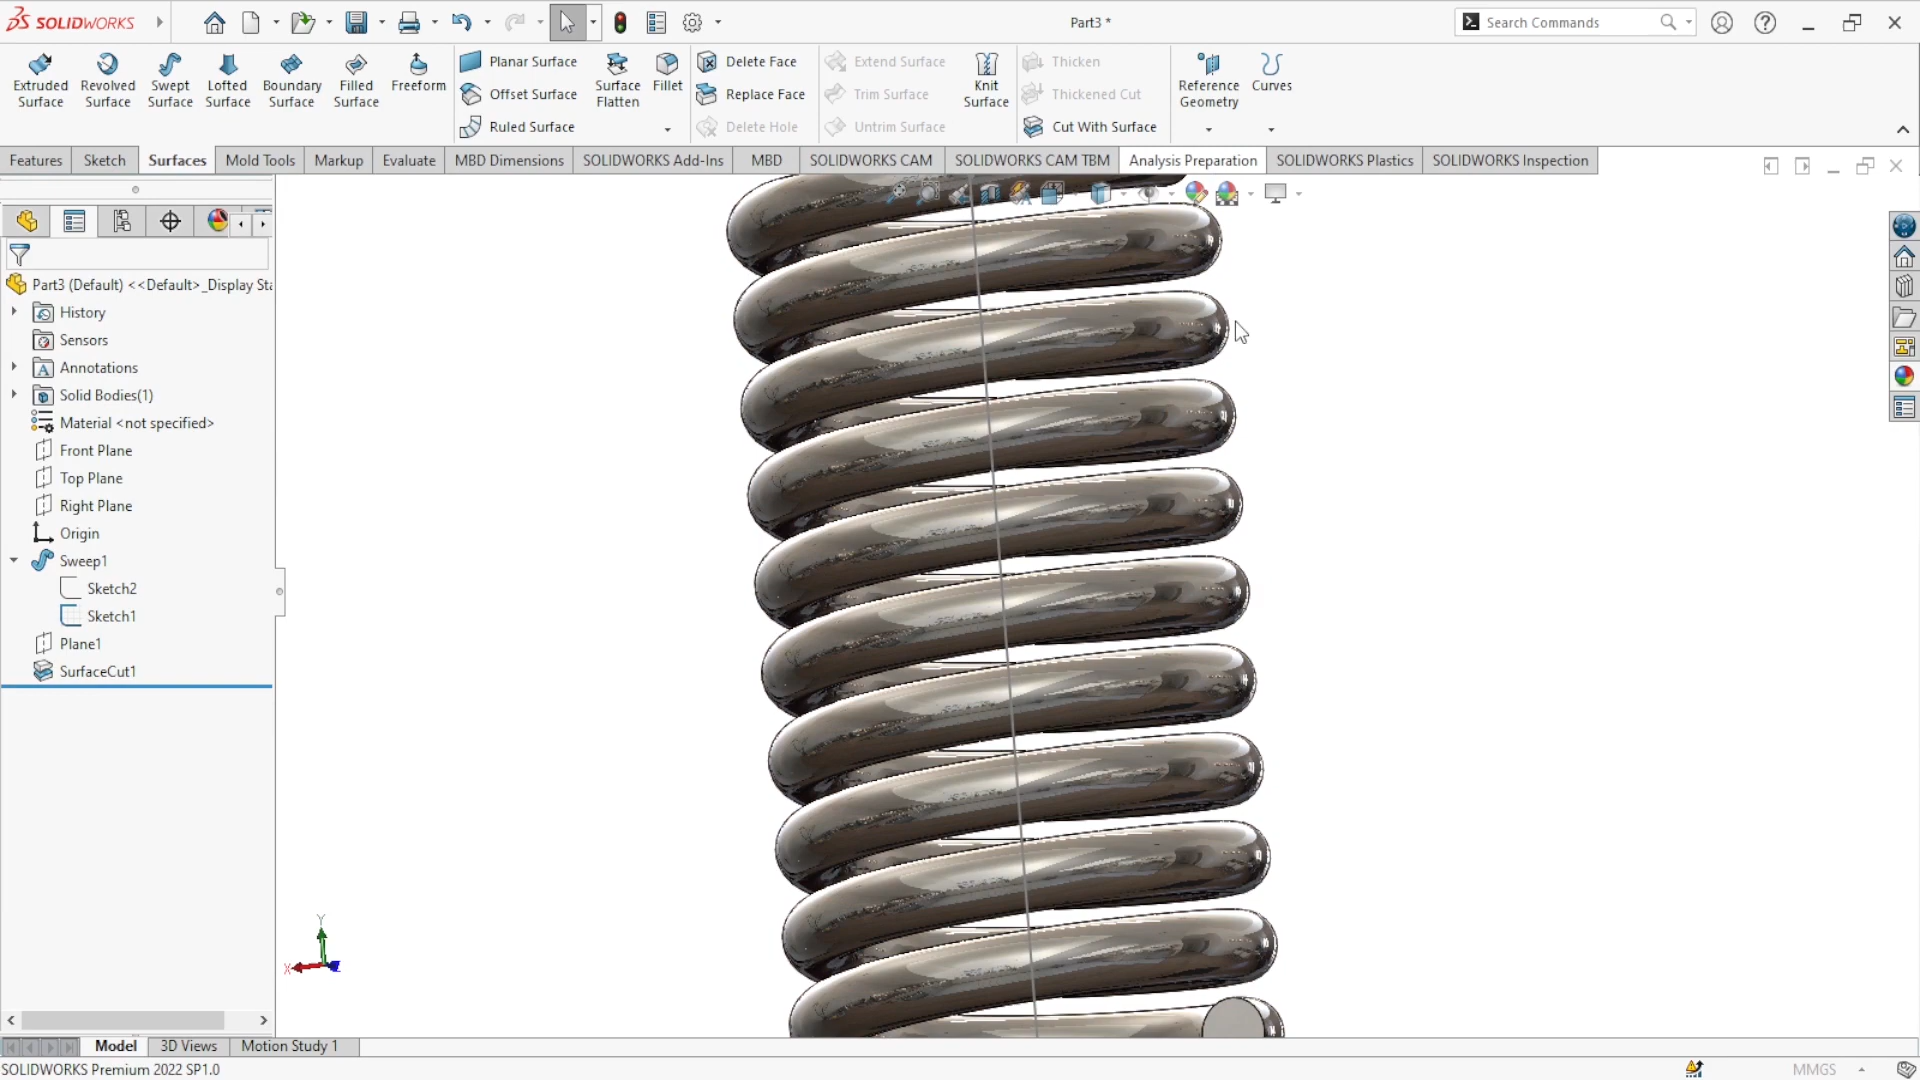 SOLIDWORKS
Part3 *
Search Commands
Extruded Surface
Revolved Surface
Swept Surface
Lofted Surface
Boundary Surface
Filled Surface
Freeform
Planar Surface
Offset Surface
Ruled Surface
Surface Flatten
Fillet
Delete Face
Replace Face
Delete Hole
Extend Surface
Trim Surface
Untrim Surface
Knit Surface
Thicken
Thickened Cut
Cut With Surface
Reference Geometry
Curves
Features
Sketch
Surfaces
Mold Tools
Markup
Evaluate
MBD Dimensions
SOLIDWORKS Add-Ins
MBD
SOLIDWORKS CAM
SOLIDWORKS CAM TBM
Analysis Preparation
SOLIDWORKS Plastics
SOLIDWORKS Inspection
Part3 (Default) <<Default>_Display Sta
History
Sensors
Annotations
Solid Bodies(1)
Material <not specified>
Front Plane
Top Plane
Right Plane
Origin
Sweep1
Sketch2
Sketch1
Plane1
SurfaceCut1
Y
X
Model
3D Views
Motion Study 1
SOLIDWORKS Premium 2022 SP1.0
MMGS